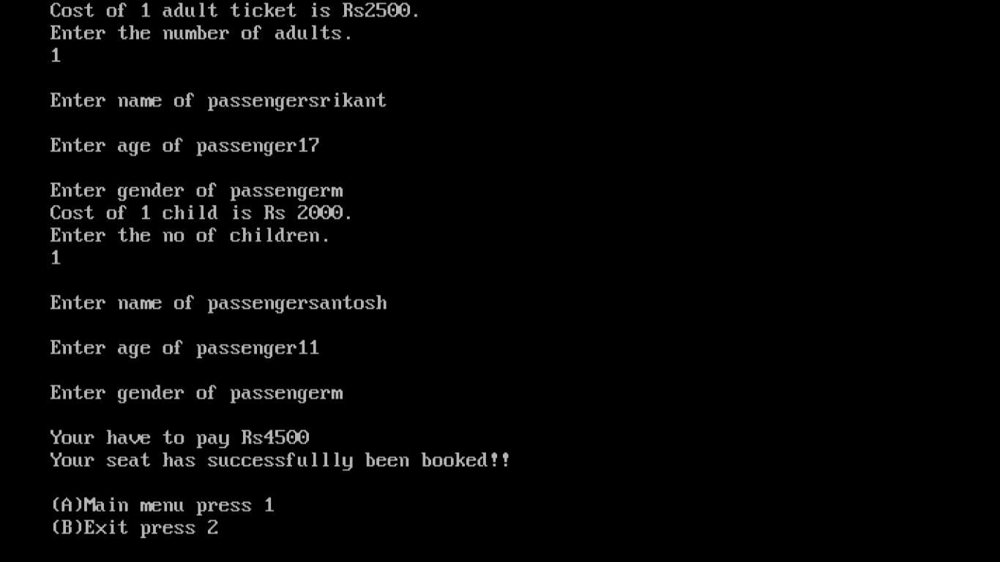 Cost of 1 adult ticket is Rs2500.
Enter the number of adults.
1
Enter name of passengersrikant
Enter age of passenger17
Enter gender of passengerm
Cost of 1 child is Rs 2000.
Enter the no of children.
1
Enter name of passengersantosh
Enter age of passenger11
Enter gender of passengerm
Your have to pay Rs4500
Your seat has successfullly been booked!!
(A)Main menu press 1
(B)Exit press 2